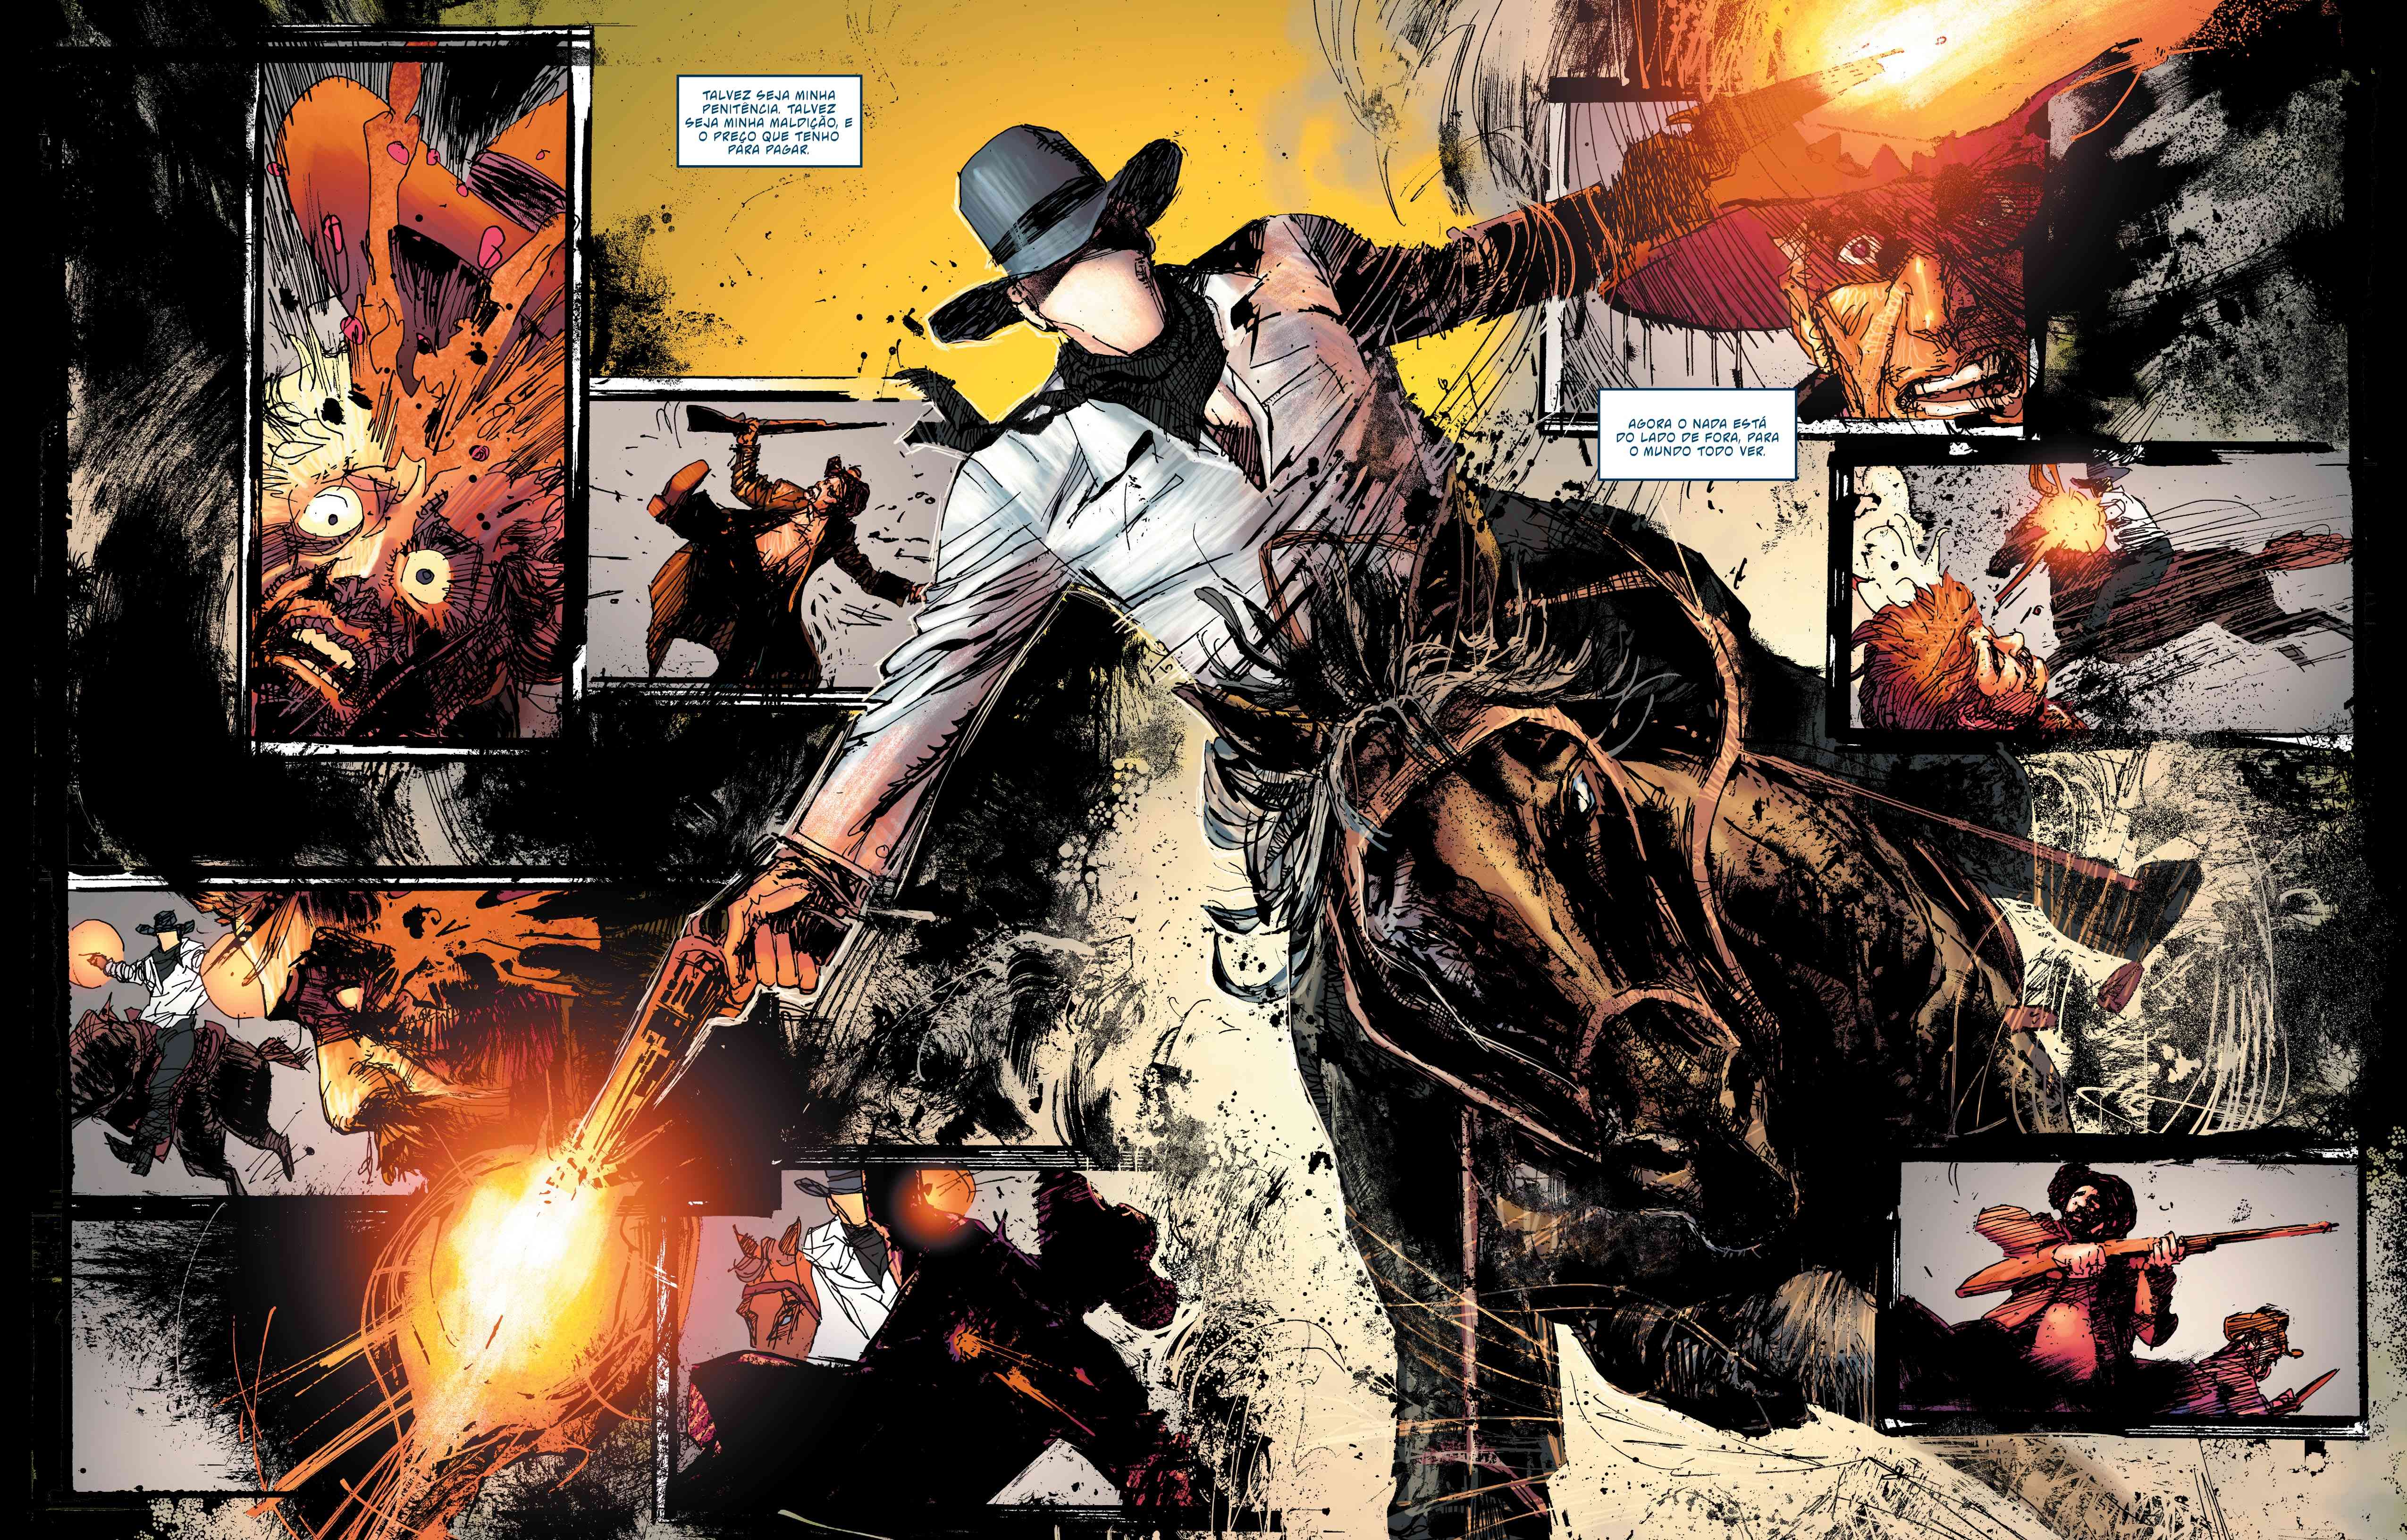 TALVEZ SEJA MINHA
PENITÊNCIA. TALVEZ
SEJA MINHA MALDIÇÃO, E
O PREÇO QUE TENHO
PARA PAGAR.
AGORA O NADA ESTÁ
DO LADO DE FORA, PARA
O MUNDO TODO VER.